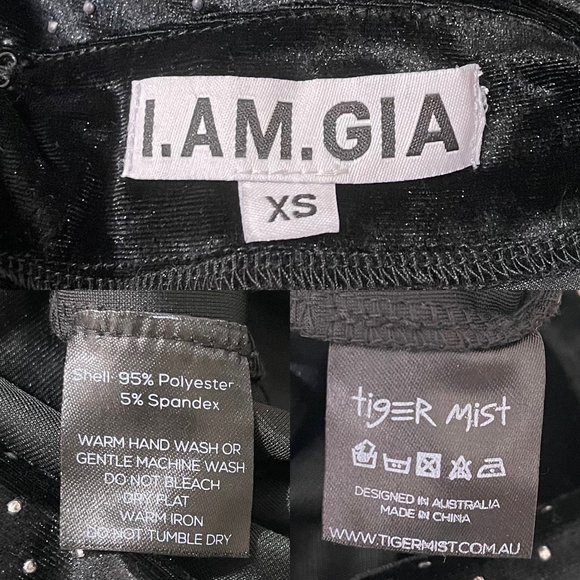 I.AM.GIA
XS
Shell- 95% Polyester
5% Spandex
WARM HAND WASH OR
GENTLE MACHINE WASH
DO NOT BLEACH
DRY FLAT
WARM IRON
DO NOT TUMBLE DRY
tigER MiST
DESIGNED IN AUSTRALIA
MADE IN CHINA
WWW.TIGERMIST.COM.AU